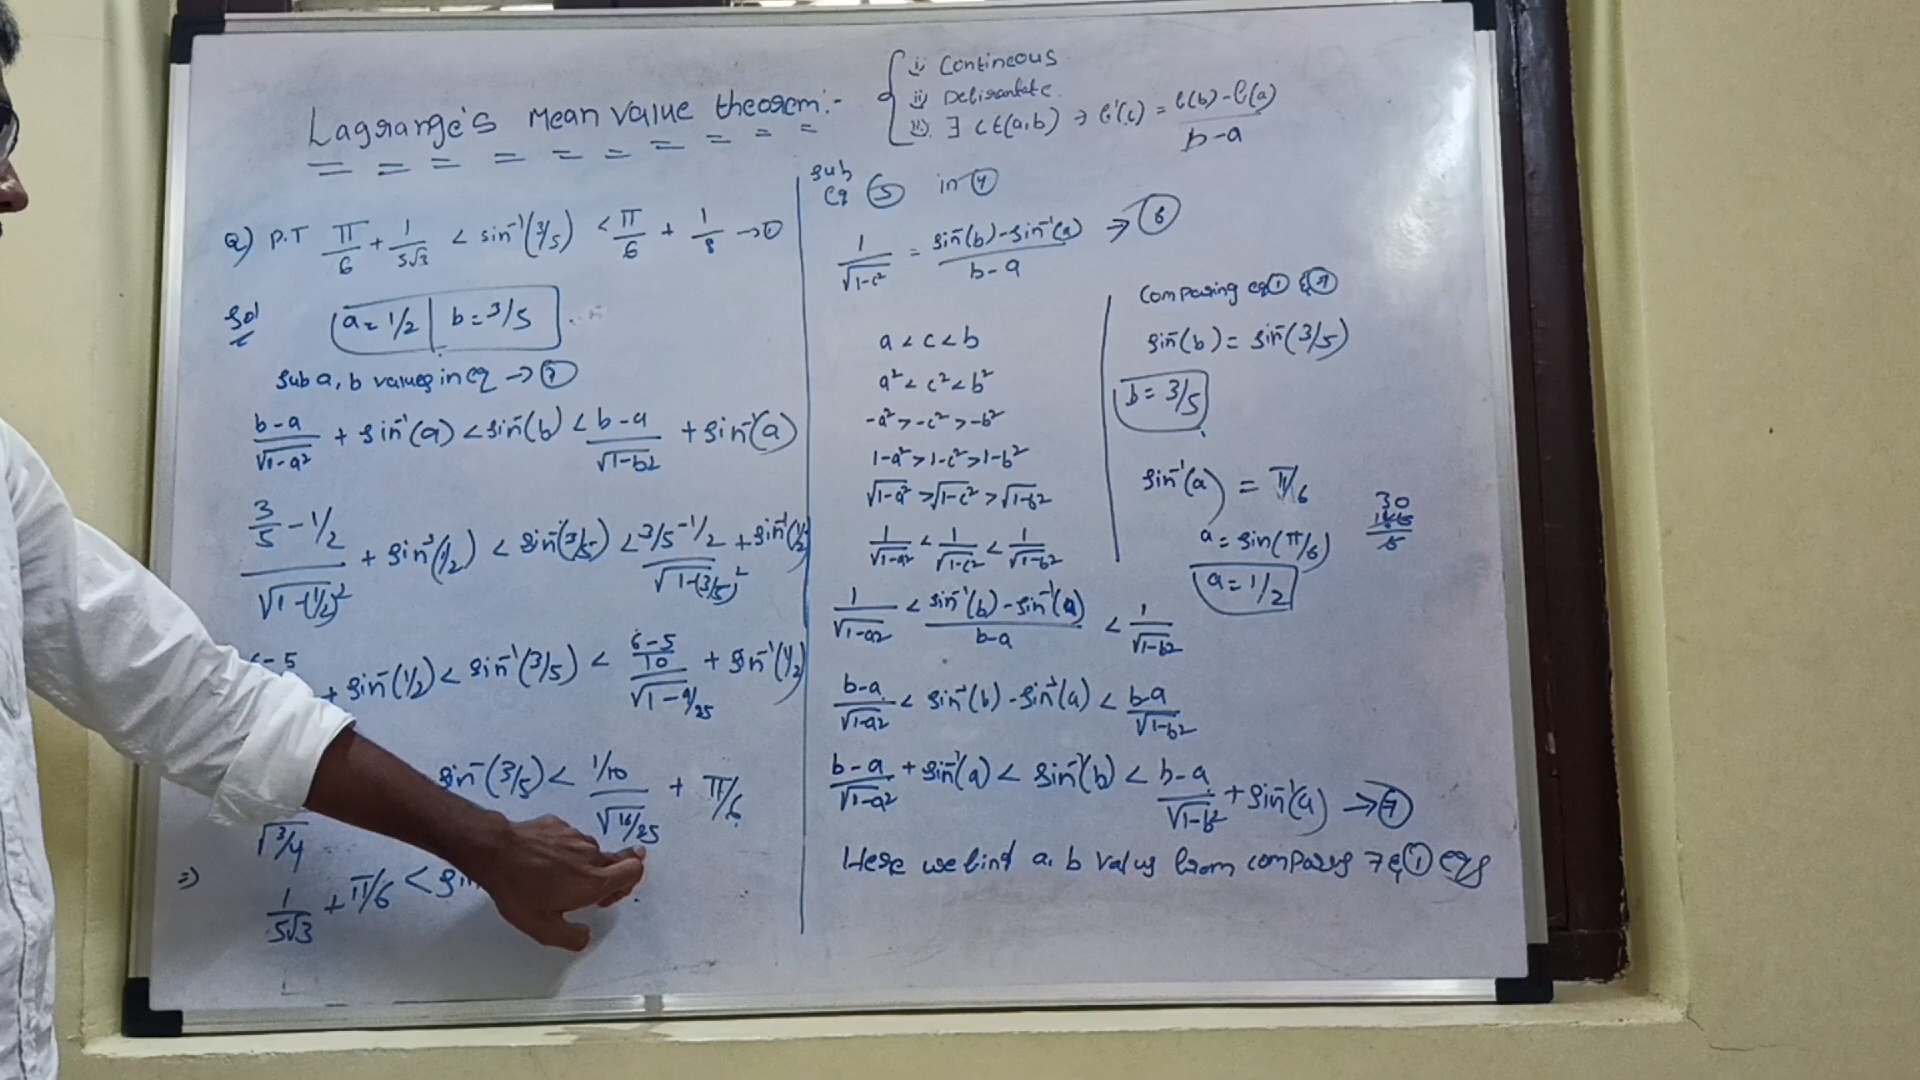 Lagrange's Mean value theorem:-
i) Contineous
ii) Delirantate.
iii) ∃ c∈(a,b) ∋ f'(c) = f(b)-f(a) / b-a
Q) P.T π/6 + 1/5√3 < sin⁻¹(3/5) < π/6 + 1/8 → ①
Sol
a = 1/2 | b = 3/5
Sub a, b values in eq → ⑦
b-a/√1-a² + sin⁻¹(a) < sin⁻(b) < b-a/√1-b² + sin⁻¹(a)
3/5 - 1/2 / √1-(1/2)² + sin⁻¹(1/2) < sin⁻¹(3/5) < 3/5 - 1/2 / √1-(3/5)² + sin⁻¹(1/2)
6-5 + sin⁻(1/2) < sin⁻¹(3/5) < 6-5/10 / √1-9/25 + sin⁻¹(1/2)
√3/4 sin⁻(3/5) < 1/10 / √16/25 + π/6
⇒ 1/5√3 + π/6 <
Sub
eq ⑤ in ④
1/√1-c² = sin⁻(b) - sin⁻¹(a) / b-a → ⑥
a < c < b
a² < c² < b²
-a² > -c² > -b²
1-a² > 1-c² > 1-b²
√1-a² > √1-c² > √1-b²
1/√1-a² < 1/√1-c² < 1/√1-b²
1/√1-a² < sin⁻¹(b) - sin⁻¹(a) / b-a < 1/√1-b²
b-a/√1-a² < sin⁻¹(b) - sin⁻¹(a) < b-a/√1-b²
b-a/√1-a² + sin⁻¹(a) < sin⁻¹(b) < b-a/√1-b² + sin⁻¹(a) → ⑦
Here we find a, b value from comparing 7 & ① eqs
Comparing eq ① & ⑦
sin⁻(b) = sin⁻(3/5)
b = 3/5
sin⁻¹(a) = π/6
a = sin(π/6)
a = 1/2
30